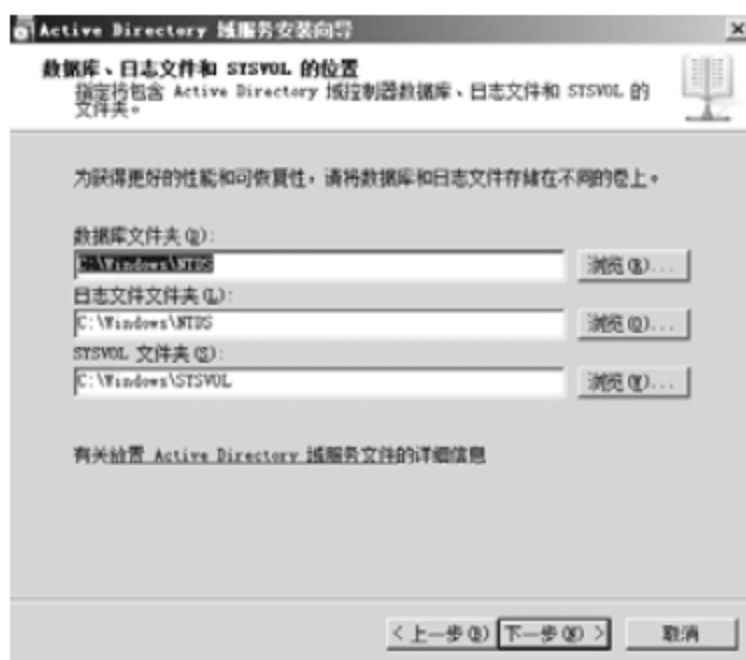 Active Directory 域服务安装向导
数据库、日志文件和 SYSVOL 的位置
指定将包含 Active Directory 域控制器数据库、日志文件和 SYSVOL 的
文件夹。
为获得更好的性能和可恢复性，请将数据库和日志文件存储在不同的卷上。
数据库文件夹(D):
C:\Windows\NTDS 浏览(R)...
日志文件文件夹(L):
C:\Windows\NTDS 浏览(O)...
SYSVOL 文件夹(S):
C:\Windows\SYSVOL 浏览(W)...
有关放置 Active Directory 域服务文件的详细信息
< 上一步(B) 下一步(N) > 取消